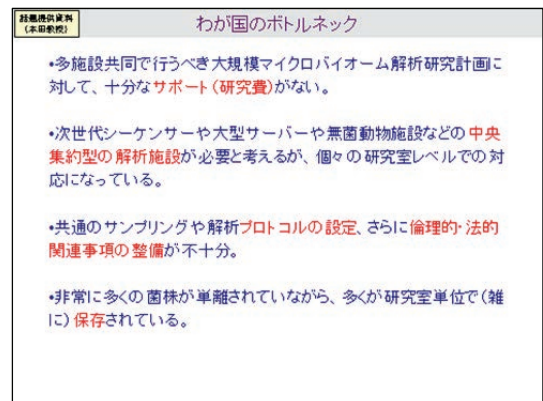 話題提供資料
(本田教授)
わが国のボトルネック
•多施設共同で行うべき大規模マイクロバイオーム解析研究計画に
対して、十分なサポート(研究費)がない。
•次世代シーケンサーや大型サーバーや無菌動物施設などの中央
集約型の解析施設が必要と考えるが、個々の研究室レベルでの対
応になっている。
•共通のサンプリングや解析プロトコルの設定、さらに倫理的・法的
関連事項の整備が不十分。
•非常に多くの菌株が単離されていながら、多くが研究室単位で(雑
に)保存されている。